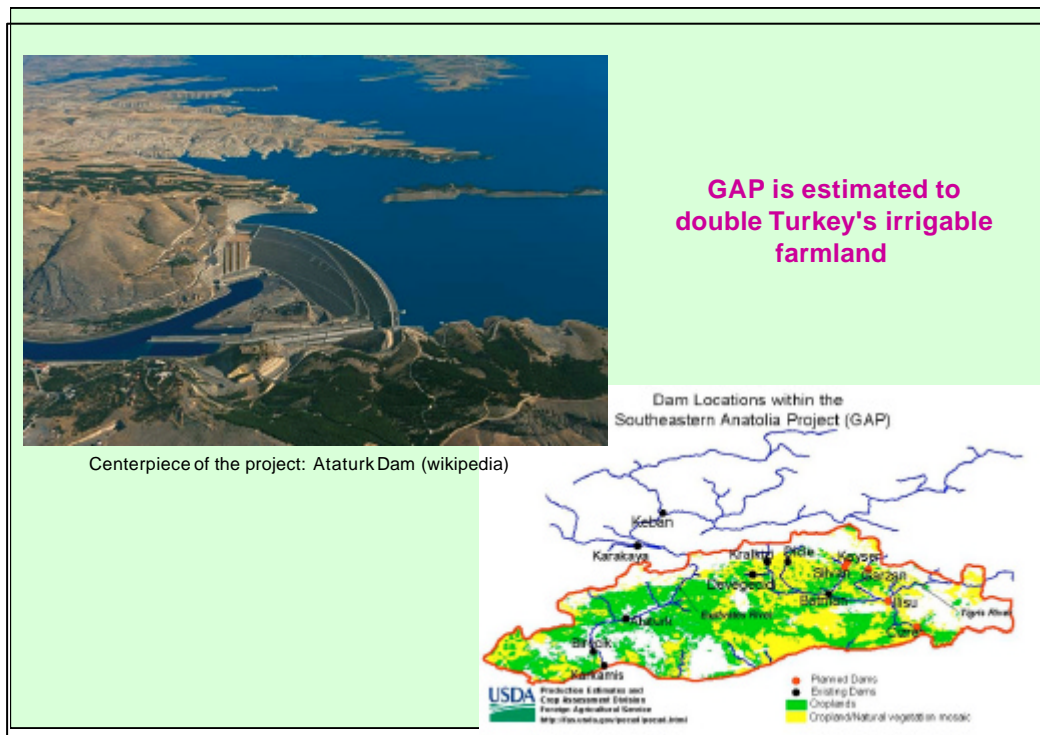 GAP is estimated to
double Turkey's irrigable
farmland
Centerpiece of the project: Ataturk Dam (wikipedia)
Dam Locations within the
Southeastern Anatolia Project (GAP)
Keban
Karakaya
Kralkizi
Dicle
Kayser
Silvan
Garzan
Devegecidi
Batman
Ilisu
Tigris River
Ataturk
Cizre
Birecik
Karkamis
Planned Dams
Existing Dams
Croplands
Cropland/Natural vegetation mosaic
USDA
Production Estimates and
Crop Assessment Division
Foreign Agricultural Service